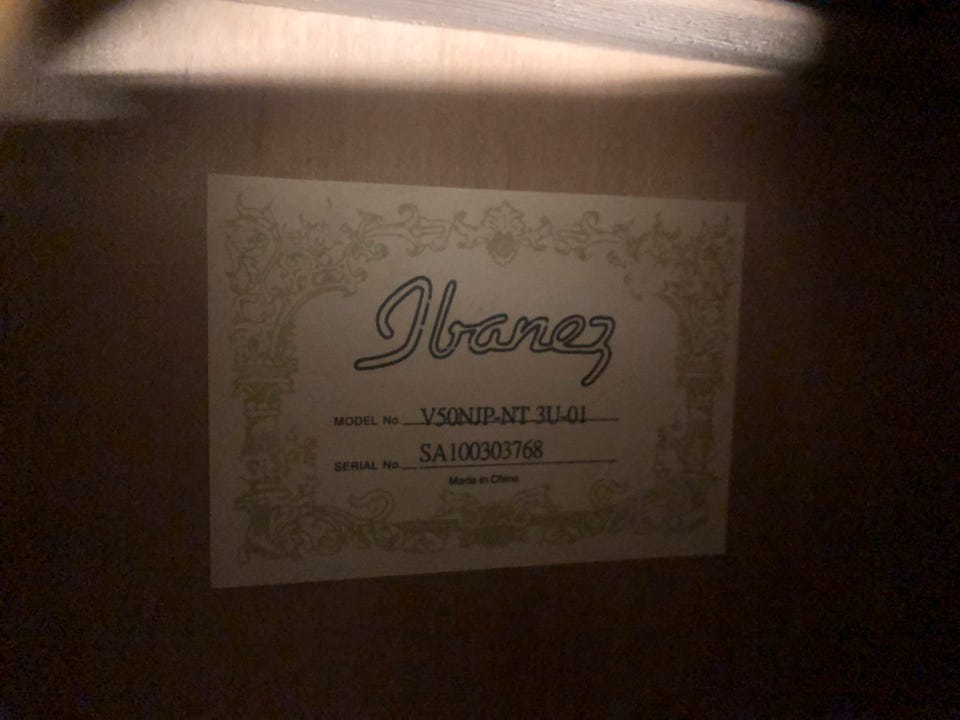 Ibanez
MODEL No. V50NJP-NT 3U-01
SERIAL No. SA100303768
Made in China